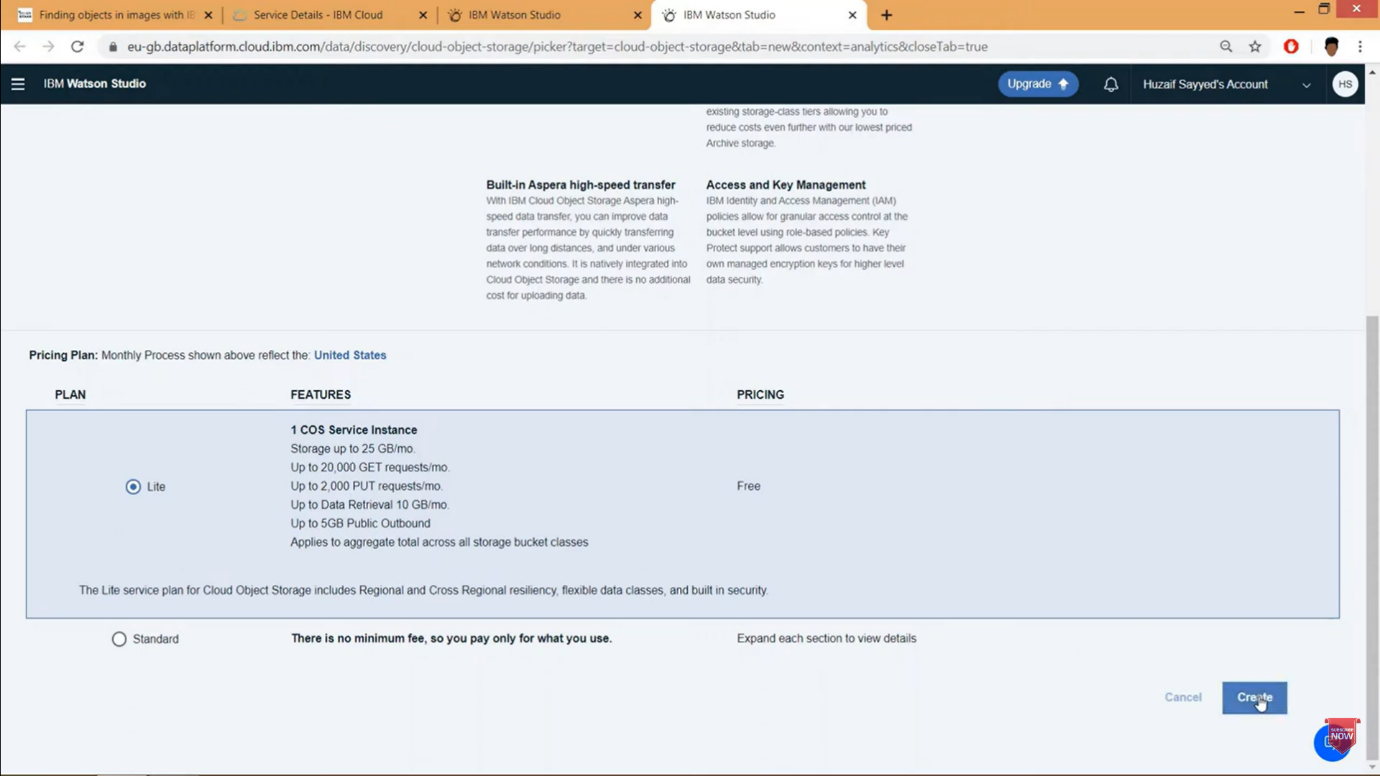 Finding objects in images with IB
Service Details - IBM Cloud
IBM Watson Studio
IBM Watson Studio
eu-gb.dataplatform.cloud.ibm.com/data/discovery/cloud-object-storage/picker?target=cloud-object-storage&tab=new&context=analytics&closeTab=true
IBM Watson Studio
Upgrade
Huzaif Sayyed's Account
HS
existing storage-class tiers allowing you to
reduce costs even further with our lowest priced
Archive storage.
Built-in Aspera high-speed transfer
With IBM Cloud Object Storage Aspera high-
speed data transfer, you can improve data
transfer performance by quickly transferring
data over long distances, and under various
network conditions. It is natively integrated into
Cloud Object Storage and there is no additional
cost for uploading data.
Access and Key Management
IBM Identity and Access Management (IAM)
policies allow for granular access control at the
bucket level using role-based policies. Key
Protect support allows customers to have their
own managed encryption keys for higher level
data security.
Pricing Plan: Monthly Process shown above reflect the: United States
PLAN FEATURES PRICING
1 COS Service Instance
Storage up to 25 GB/mo.
Up to 20,000 GET requests/mo.
Lite Up to 2,000 PUT requests/mo. Free
Up to Data Retrieval 10 GB/mo.
Up to 5GB Public Outbound
Applies to aggregate total across all storage bucket classes
The Lite service plan for Cloud Object Storage includes Regional and Cross Regional resiliency, flexible data classes, and built in security.
Standard There is no minimum fee, so you pay only for what you use. Expand each section to view details
Cancel Create
SUBSCRIBE
NOW